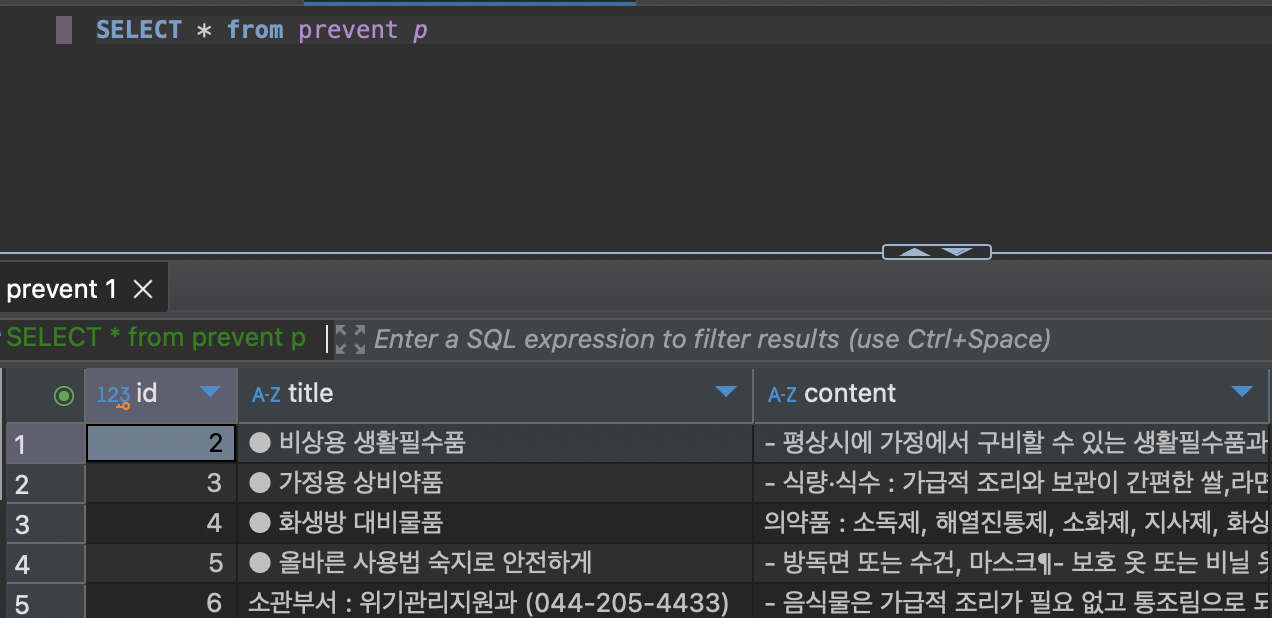 SELECT * from prevent p
prevent 1
SELECT * from prevent p Enter a SQL expression to filter results (use Ctrl+Space)
123 id A-Z title A-Z content
1 2 ● 비상용 생활필수품 - 평상시에 가정에서 구비할 수 있는 생활필수품과
2 3 ● 가정용 상비약품 - 식량·식수 : 가급적 조리와 보관이 간편한 쌀,라면
3 4 ● 화생방 대비물품 의약품 : 소독제, 해열진통제, 소화제, 지사제, 화상
4 5 ● 올바른 사용법 숙지로 안전하게 - 방독면 또는 수건, 마스크¶- 보호 옷 또는 비닐
5 6 소관부서 : 위기관리지원과 (044-205-4433) - 음식물은 가급적 조리가 필요 없고 통조림으로